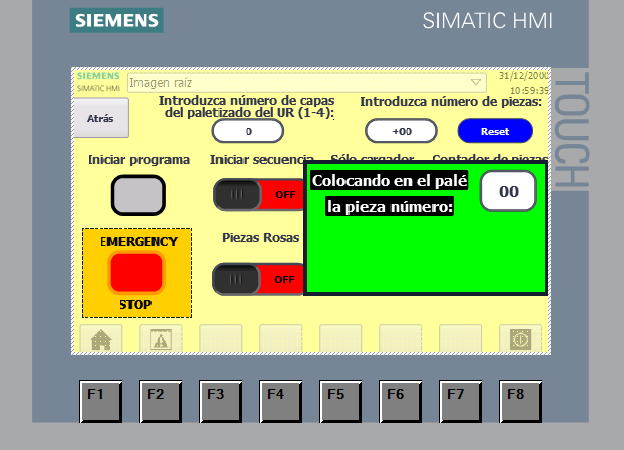 SIEMENS
SIMATIC HMI
TOUCH
SIEMENS
SIMATIC HMI
Imagen raíz
31/12/2000
10:59:39
Atrás
Introduzca número de capas
del paletizado del UR (1-4):
0
Introduzca número de piezas:
+00
Reset
Iniciar programa
Iniciar secuencia
Sólo cargador
Contador de piezas
OFF
Colocando en el palé
la pieza número:
00
EMERGENCY
STOP
Piezas Rosas
OFF
F1
F2
F3
F4
F5
F6
F7
F8